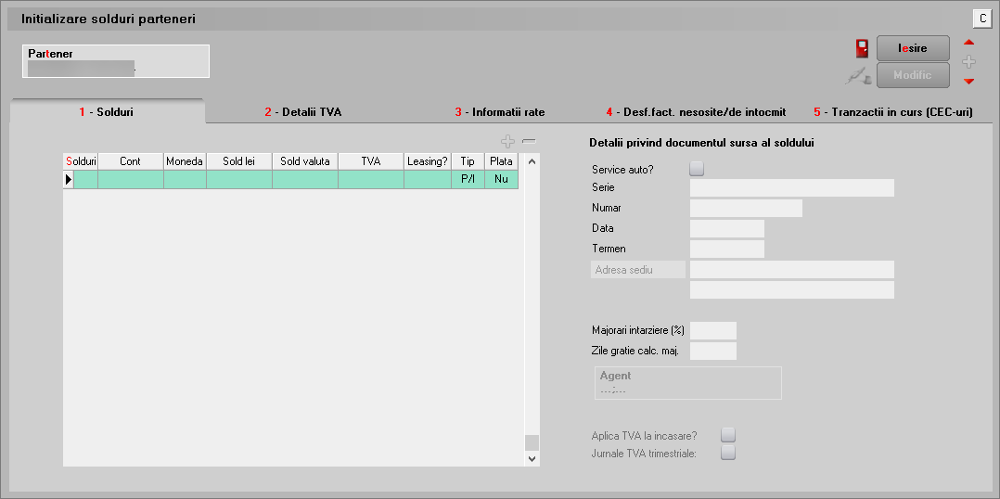 Initializare solduri parteneri
C
Partener
Iesire
Modific
1 - Solduri
2 - Detalii TVA
3 - Informatii rate
4 - Desf.fact. nesosite/de intocmit
5 - Tranzactii in curs (CEC-uri)
Solduri Cont Moneda Sold lei Sold valuta TVA Leasing? Tip Plata
P/I Nu
Detalii privind documentul sursa al soldului
Service auto?
Serie
Numar
Data
Termen
Adresa sediu
Majorari intarziere (%)
Zile gratie calc. maj.
Agent
...;...
Aplica TVA la incasare?
Jurnale TVA trimestriale: